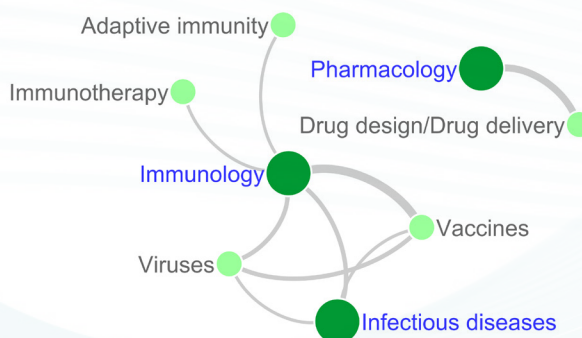 Adaptive immunity
Pharmacology
Immunotherapy
Drug design/Drug delivery
Immunology
Vaccines
Viruses
Infectious diseases